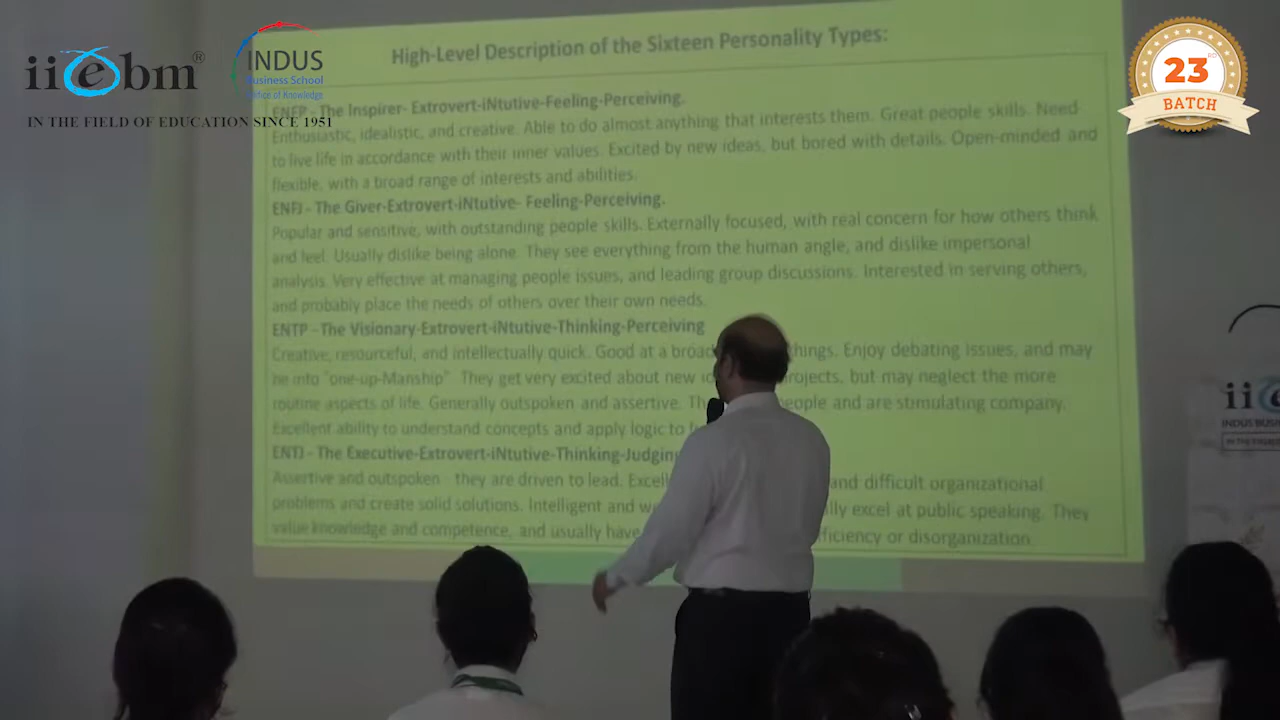 iiebm®
INDUS
Business School
IN THE FIELD OF EDUCATION SINCE 1951
23
BATCH
High-Level Description of the Sixteen Personality Types:
ENFP - The Inspirer- Extrovert-iNtutive-Feeling-Perceiving.
Enthusiastic, idealistic, and creative. Able to do almost anything that interests them. Great people skills. Need
to live life in accordance with their inner values. Excited by new ideas, but bored with details. Open-minded and
flexible, with a broad range of interests and abilities.
ENFJ - The Giver-Extrovert-iNtutive- Feeling-Perceiving.
Popular and sensitive, with outstanding people skills. Externally focused, with real concern for how others think
and feel. Usually dislike being alone. They see everything from the human angle, and dislike impersonal
analysis. Very effective at managing people issues, and leading group discussions. Interested in serving others,
and probably place the needs of others over their own needs.
ENTP - The Visionary-Extrovert-iNtutive-Thinking-Perceiving
Creative, resourceful, and intellectually quick. Good at a broad things. Enjoy debating issues, and may
be into "one-up-Manship" They get very excited about new projects, but may neglect the more
routine aspects of life. Generally outspoken and assertive. people and are stimulating company.
Excellent ability to understand concepts and apply logic to
ENTJ - The Executive-Extrovert-iNtutive-Thinking-Judging
Assertive and outspoken they are driven to lead. and difficult organizational
problems and create solid solutions. Intelligent and excel at public speaking. They
value knowledge and competence, and usually have or disorganization
iie